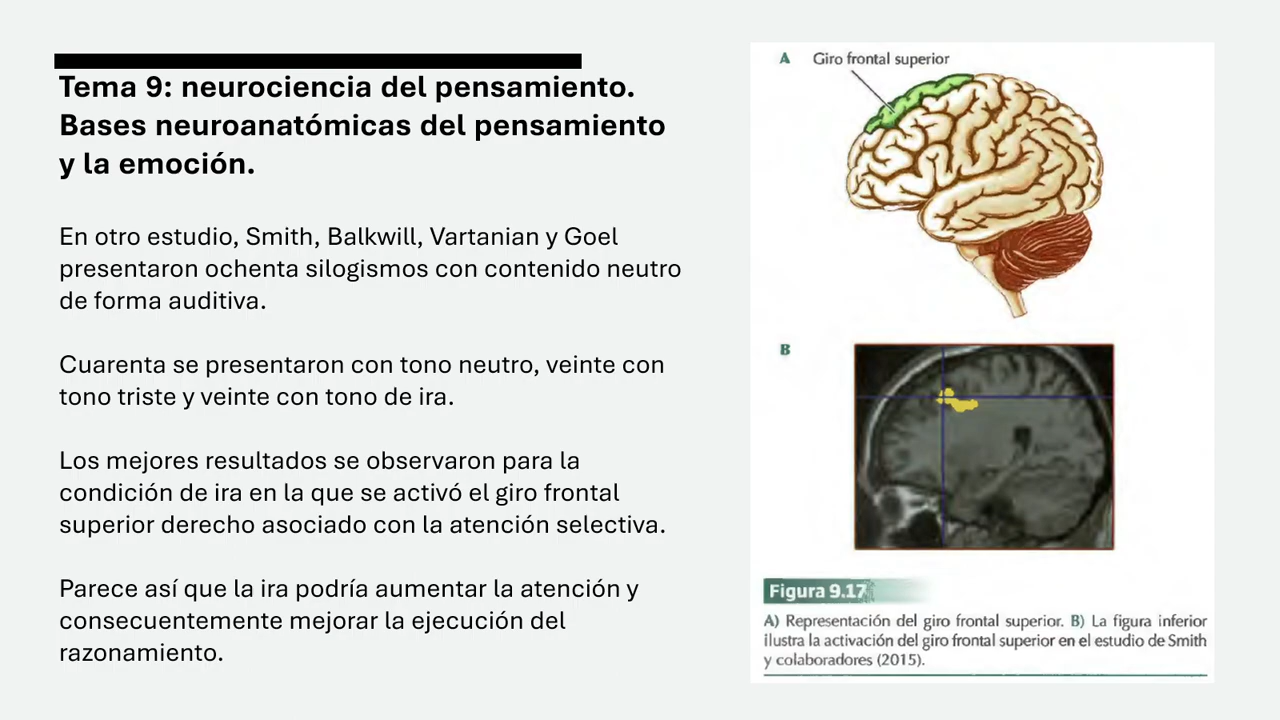 Tema 9: neurociencia del pensamiento.
Bases neuroanatómicas del pensamiento
y la emoción.
En otro estudio, Smith, Balkwill, Vartanian y Goel
presentaron ochenta silogismos con contenido neutro
de forma auditiva.
Cuarenta se presentaron con tono neutro, veinte con
tono triste y veinte con tono de ira.
Los mejores resultados se observaron para la
condición de ira en la que se activó el giro frontal
superior derecho asociado con la atención selectiva.
Parece así que la ira podría aumentar la atención y
consecuentemente mejorar la ejecución del
razonamiento.
A Giro frontal superior
B
Figura 9.17
A) Representación del giro frontal superior. B) La figura inferior
ilustra la activación del giro frontal superior en el estudio de Smith
y colaboradores (2015).